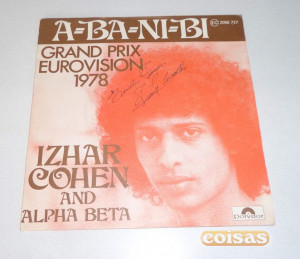 A-BA-NI-BI
GRAND PRIX
EUROVISION
1978
IZHAR
COHEN
AND
ALPHA BETA
polydor
coisas